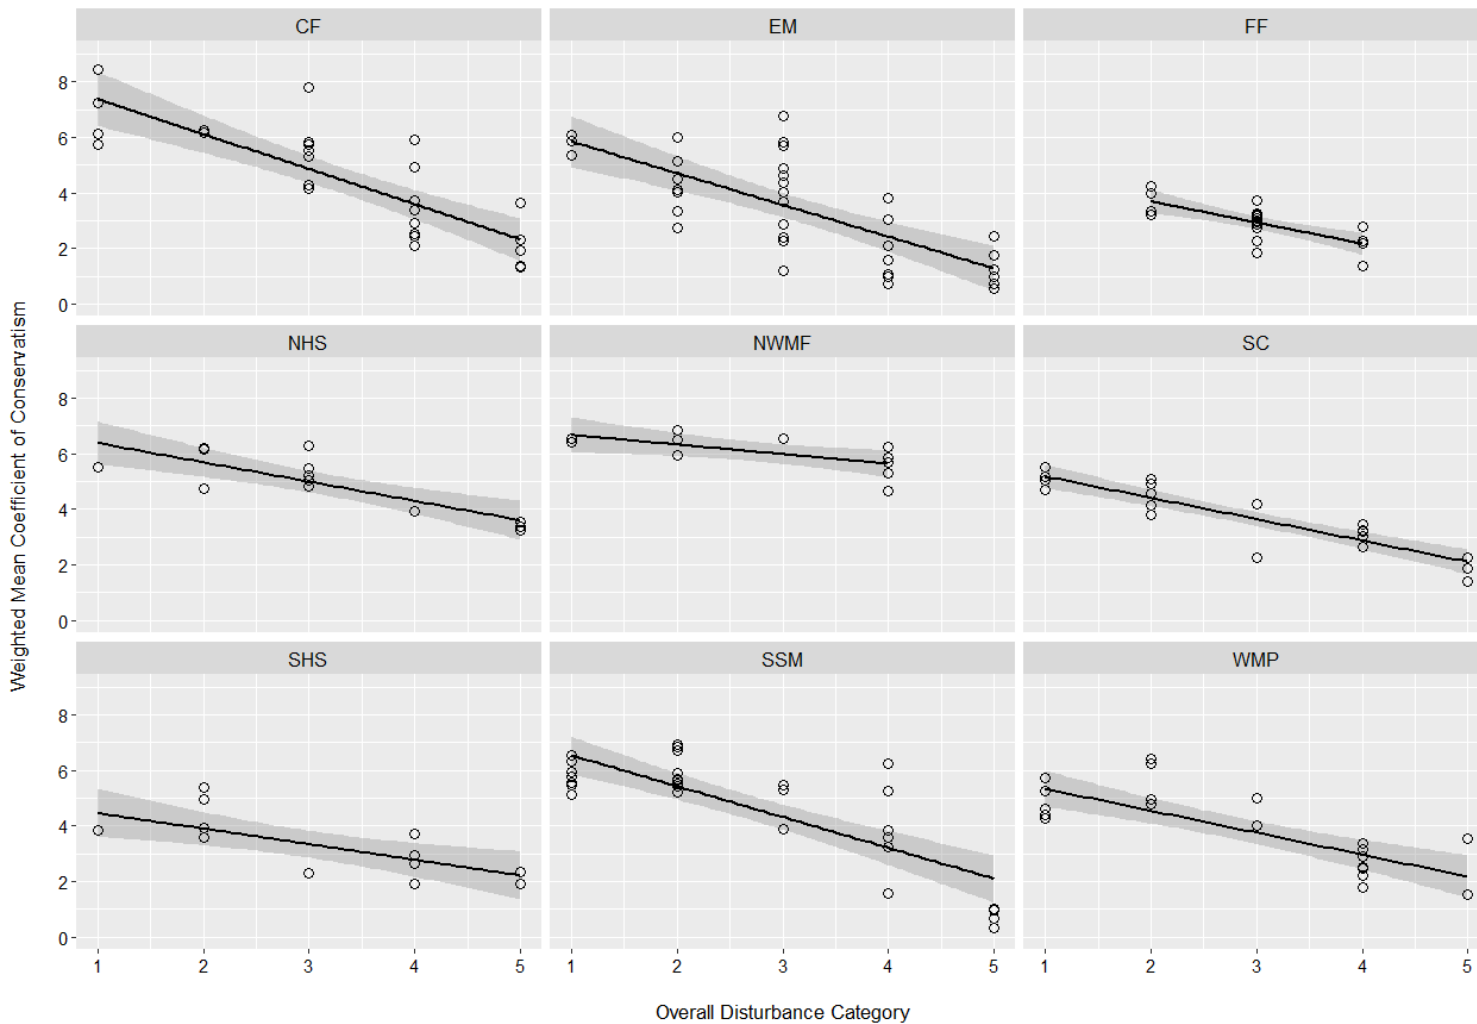 CF EM FF
8
6
4
2
0
NHS NWMF SC
8
6
4
2
0
SHS SSM WMP
8
6
4
2
0
1 2 3 4 5 1 2 3 4 5 1 2 3 4 5
Weighted Mean Coefficient of Conservatism
Overall Disturbance Category